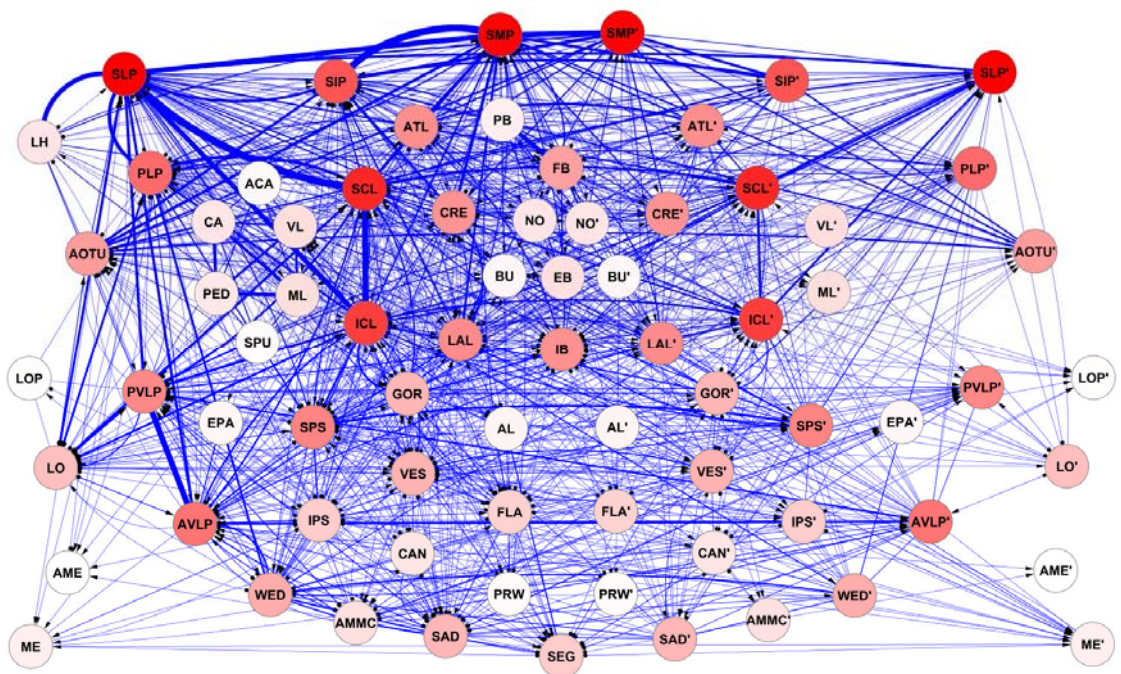 SMP
SMP'
SLP
SIP
SIP'
SLP'
ATL
PB
ATL'
LH
PLP
ACA
FB
PLP'
SCL
SCL'
CA
VL
CRE
NO
NO'
CRE'
VL'
AOTU
AOTU'
PED
ML
BU
EB
BU'
ML'
SPU
ICL
LAL
IB
LAL'
ICL'
LOP
PVLP
GOR
GOR'
PVLP'
LOP'
EPA
SPS
AL
AL'
SPS'
EPA'
LO
VES
VES'
LO'
AVLP
IPS
FLA
FLA'
IPS'
AVLP'
AME
CAN
CAN'
AME'
WED
PRW
PRW'
WED'
ME
AMMC
SAD
SEG
SAD'
AMMC'
ME'